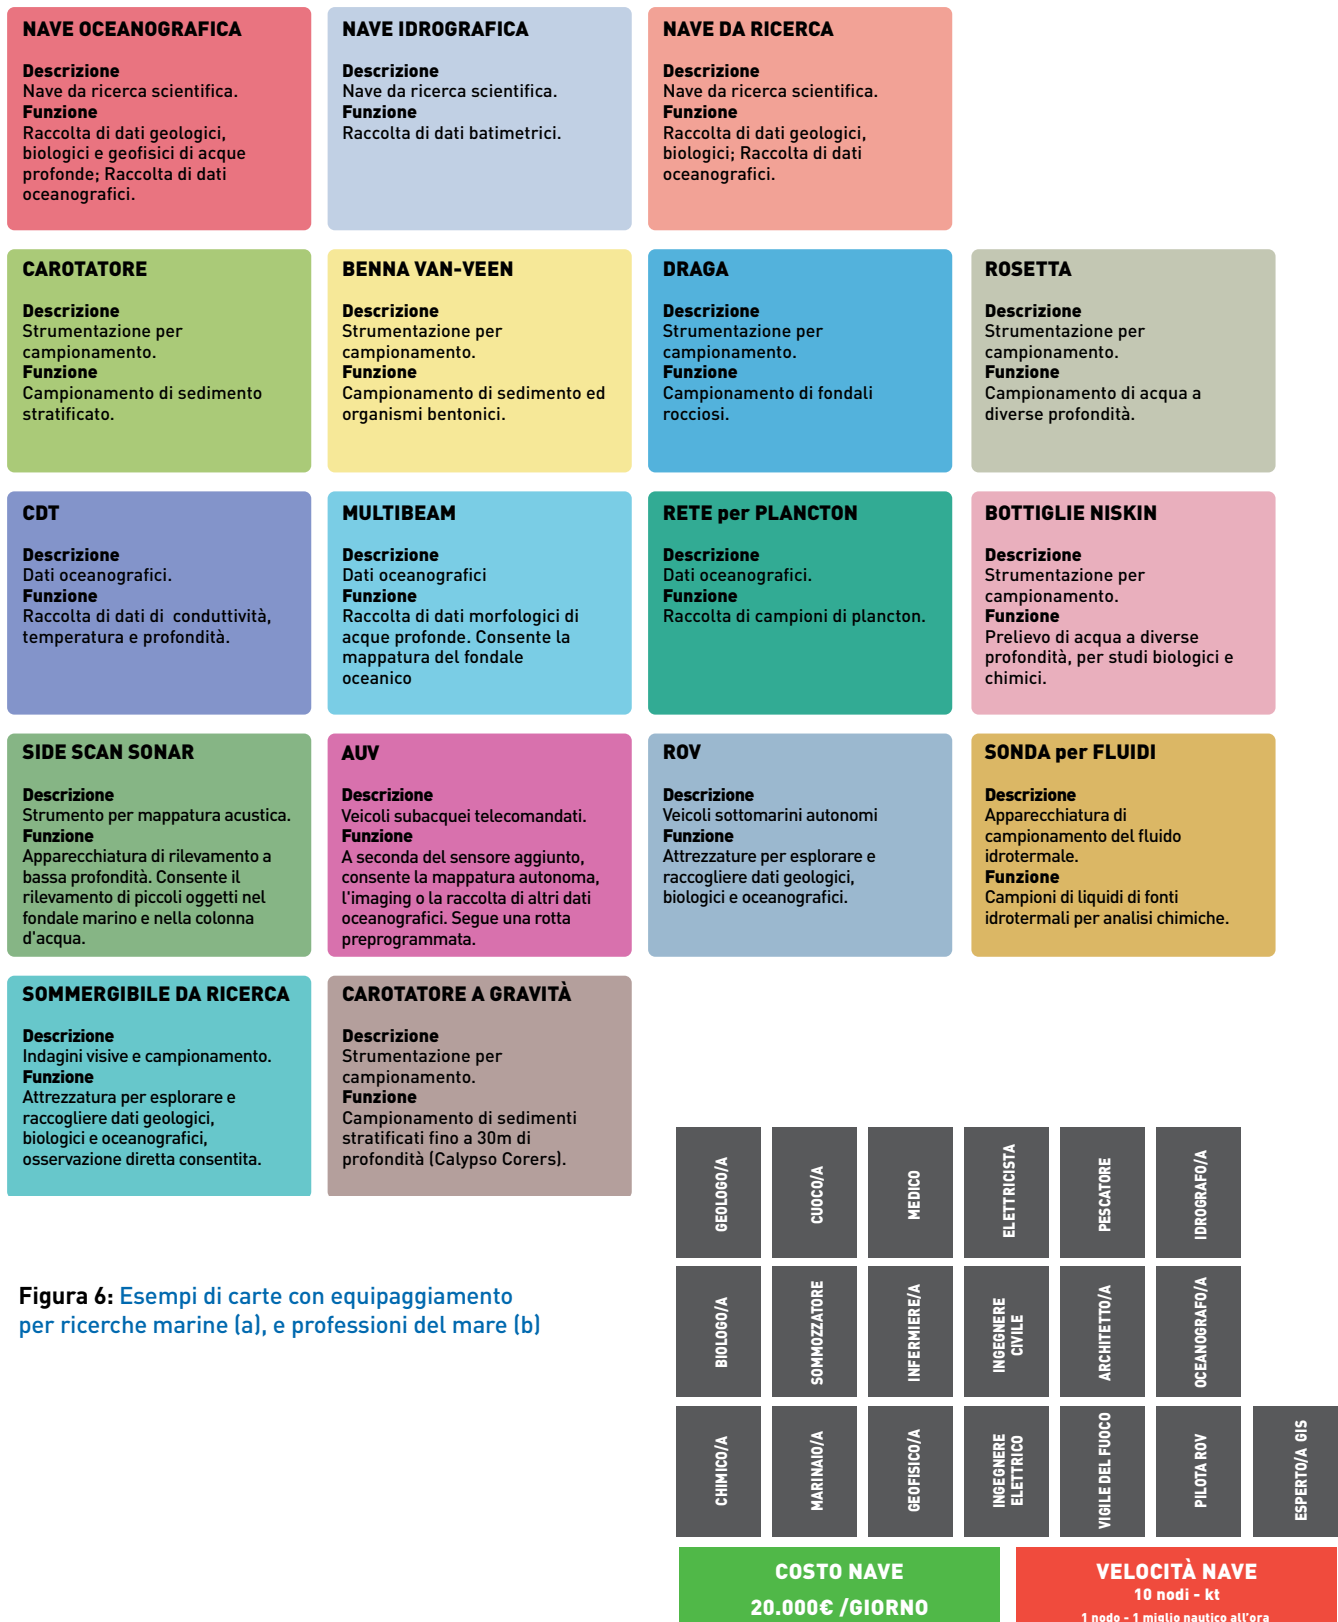 NAVE OCEANOGRAFICA
Descrizione
Nave da ricerca scientifica.
Funzione
Raccolta di dati geologici,
biologici e geofisici di acque
profonde; Raccolta di dati
oceanografici.
NAVE IDROGRAFICA
Descrizione
Nave da ricerca scientifica.
Funzione
Raccolta di dati batimetrici.
NAVE DA RICERCA
Descrizione
Nave da ricerca scientifica.
Funzione
Raccolta di dati geologici,
biologici; Raccolta di dati
oceanografici.
CAROTATORE
Descrizione
Strumentazione per
campionamento.
Funzione
Campionamento di sedimento
stratificato.
BENNA VAN-VEEN
Descrizione
Strumentazione per
campionamento.
Funzione
Campionamento di sedimento ed
organismi bentonici.
DRAGA
Descrizione
Strumentazione per
campionamento.
Funzione
Campionamento di fondali
rocciosi.
ROSETTA
Descrizione
Strumentazione per
campionamento.
Funzione
Campionamento di acqua a
diverse profondità.
CDT
Descrizione
Dati oceanografici.
Funzione
Raccolta di dati di conduttività,
temperatura e profondità.
MULTIBEAM
Descrizione
Dati oceanografici
Funzione
Raccolta di dati morfologici di
acque profonde. Consente la
mappatura del fondale
oceanico
RETE per PLANCTON
Descrizione
Dati oceanografici.
Funzione
Raccolta di campioni di plancton.
BOTTIGLIE NISKIN
Descrizione
Strumentazione per
campionamento.
Funzione
Prelievo di acqua a diverse
profondità, per studi biologici e
chimici.
SIDE SCAN SONAR
Descrizione
Strumento per mappatura acustica.
Funzione
Apparecchiatura di rilevamento a
bassa profondità. Consente il
rilevamento di piccoli oggetti nel
fondale marino e nella colonna
d'acqua.
AUV
Descrizione
Veicoli subacquei telecomandati.
Funzione
A seconda del sensore aggiunto,
consente la mappatura autonoma,
l'imaging o la raccolta di altri dati
oceanografici. Segue una rotta
preprogrammata.
ROV
Descrizione
Veicoli sottomarini autonomi
Funzione
Attrezzature per esplorare e
raccogliere dati geologici,
biologici e oceanografici.
SONDA per FLUIDI
Descrizione
Apparecchiatura di
campionamento del fluido
idrotermale.
Funzione
Campioni di liquidi di fonti
idrotermali per analisi chimiche.
SOMMERGIBILE DA RICERCA
Descrizione
Indagini visive e campionamento.
Funzione
Attrezzatura per esplorare e
raccogliere dati geologici,
biologici e oceanografici,
osservazione diretta consentita.
CAROTATORE A GRAVITÀ
Descrizione
Strumentazione per
campionamento.
Funzione
Campionamento di sedimenti
stratificati fino a 30m di
profondità (Calypso Corers).
GEOLOGO/A
CUOCO/A
MEDICO
ELETTRICISTA
PESCATORE
IDROGRAFO/A
BIOLOGO/A
SOMMOZZATORE
INFERMIERE/A
INGEGNERE
CIVILE
ARCHITETTO/A
OCEANOGRAFO/A
CHIMICO/A
MARINAIO/A
GEOFISICO/A
INGEGNERE
ELETTRICO
VIGILE DEL FUOCO
PILOTA ROV
ESPERTO/A GIS
COSTO NAVE
20.000€ /GIORNO
VELOCITÀ NAVE
10 nodi - kt
1 nodo - 1 miglio nautico all'ora
Figura 6: Esempi di carte con equipaggiamento
per ricerche marine (a), e professioni del mare (b)